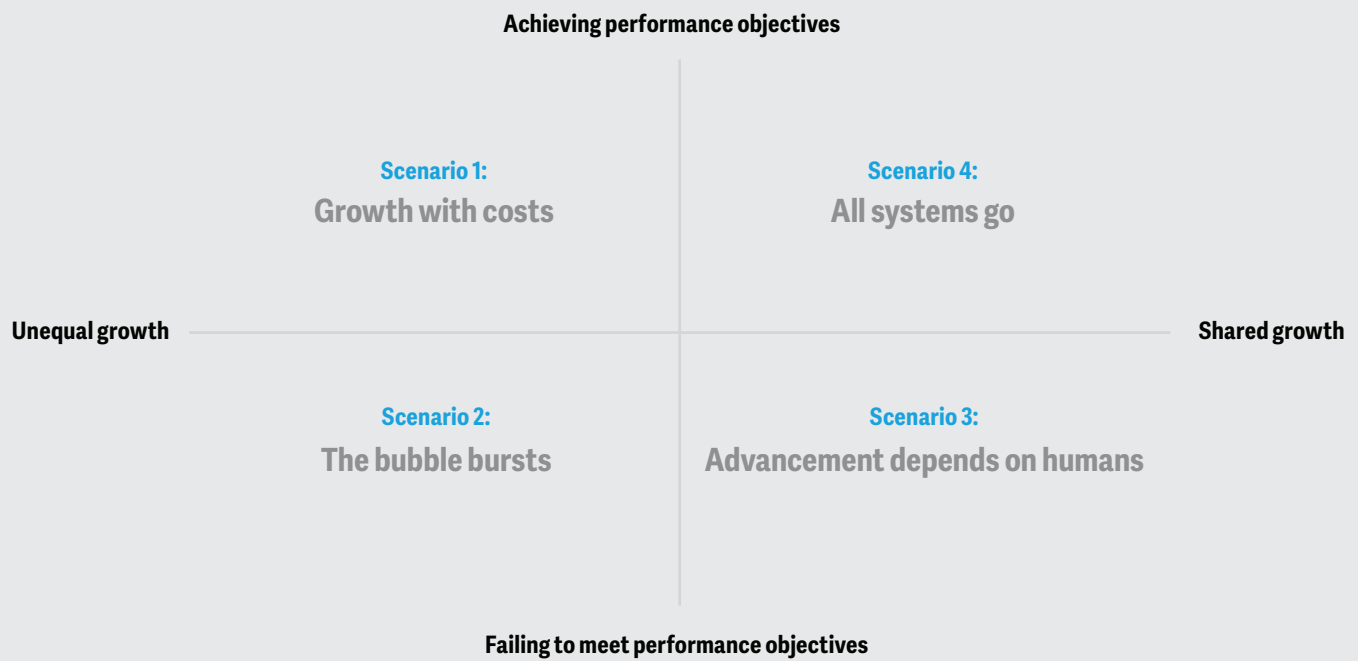 Achieving performance objectives
Scenario 1:
Growth with costs
Scenario 4:
All systems go
Unequal growth
Shared growth
Scenario 2:
The bubble bursts
Scenario 3:
Advancement depends on humans
Failing to meet performance objectives